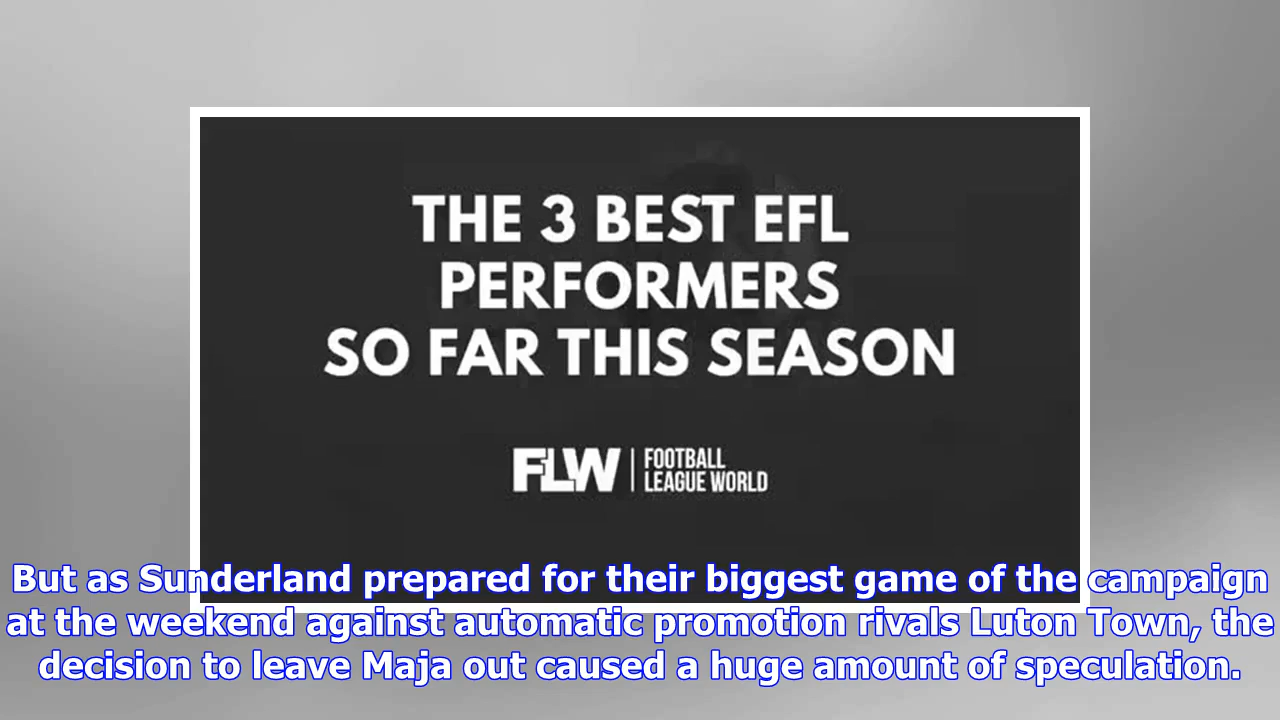 THE 3 BEST EFL
PERFORMERS
SO FAR THIS SEASON
FLW | FOOTBALL
LEAGUE WORLD
But as Sunderland prepared for their biggest game of the campaign
at the weekend against automatic promotion rivals Luton Town, the
decision to leave Maja out caused a huge amount of speculation.